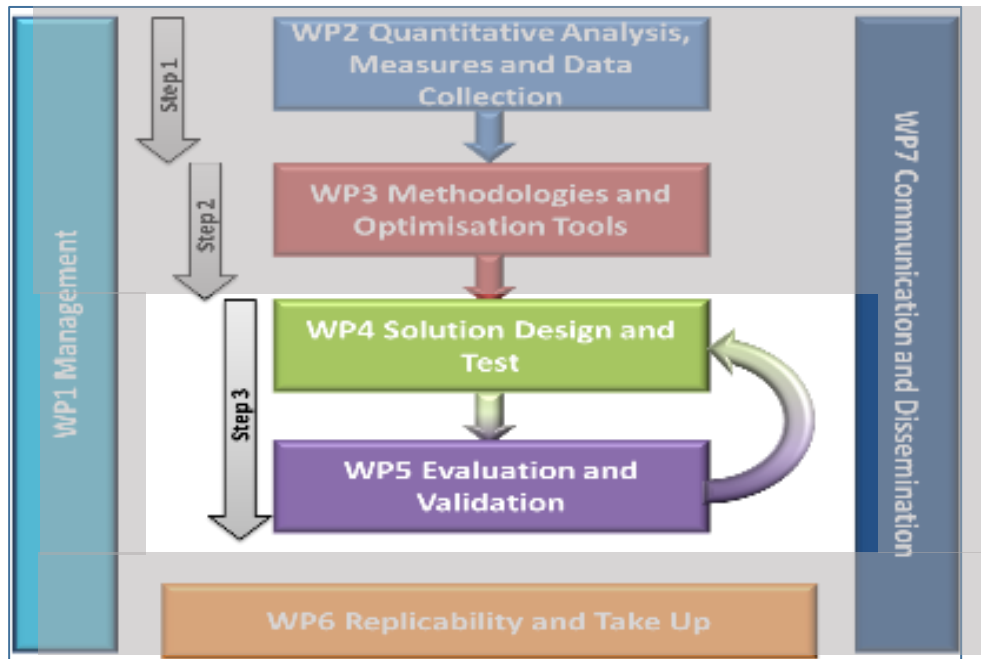 WP1 Management
Step 1
WP2 Quantitative Analysis,
Measures and Data
Collection
Step 2
WP3 Methodologies and
Optimisation Tools
Step 3
WP4 Solution Design and
Test
WP5 Evaluation and
Validation
WP6 Replicability and Take Up
WP7 Communication and Dissemination